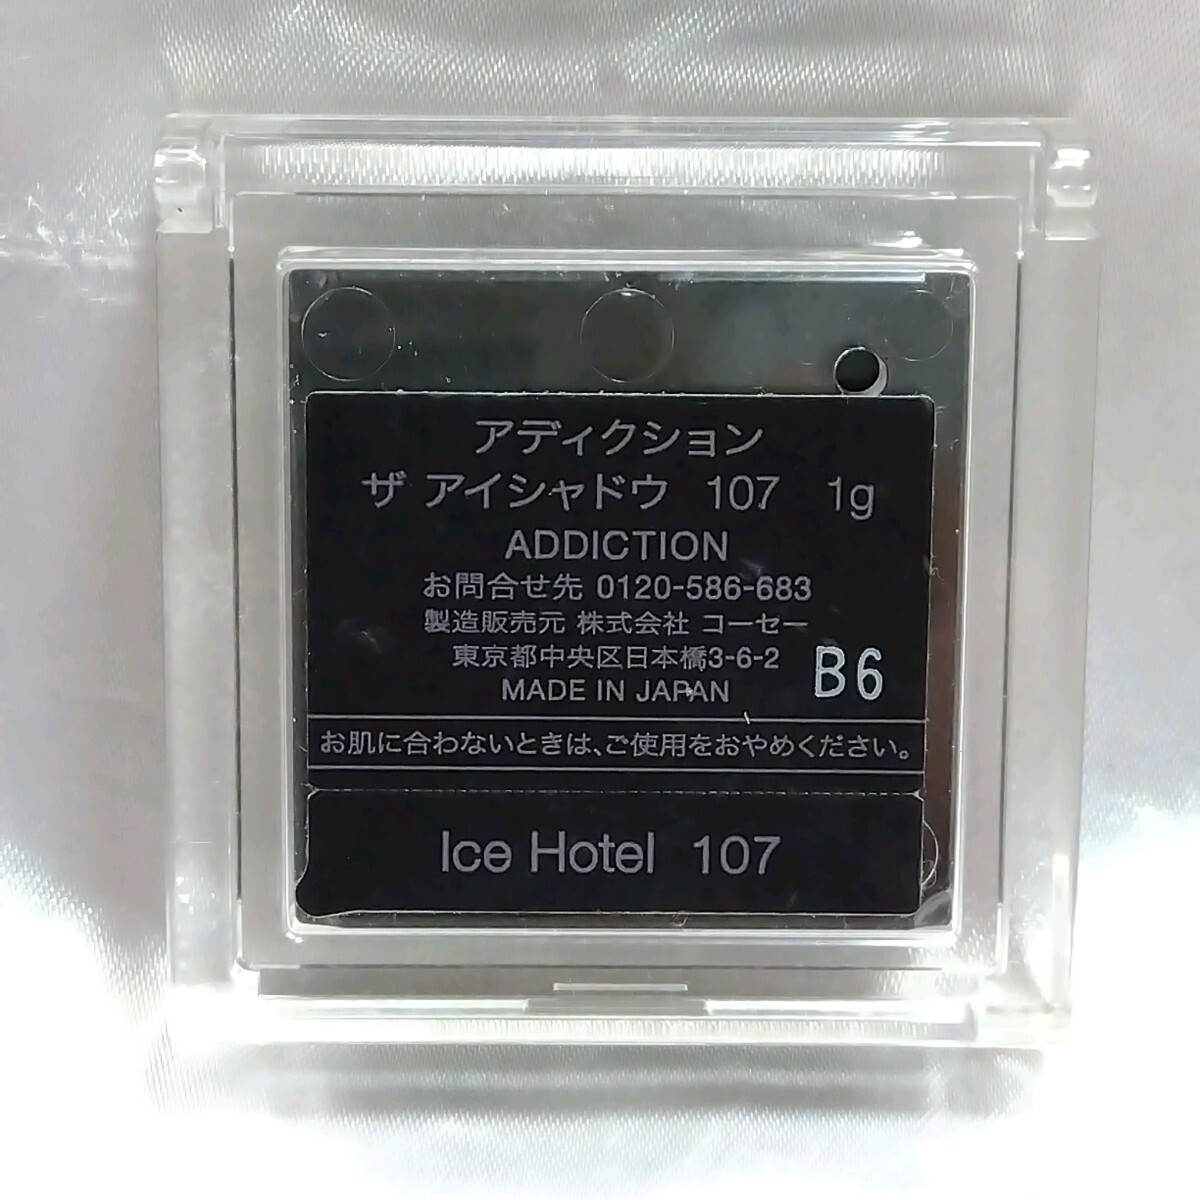 アディクション
ザ アイシャドウ 107 1g
ADDICTION
お問合せ先 0120-586-683
製造販売元 株式会社 コーセー
東京都中央区日本橋3-6-2
MADE IN JAPAN
B6
お肌に合わないときは、ご使用をおやめください。
Ice Hotel 107